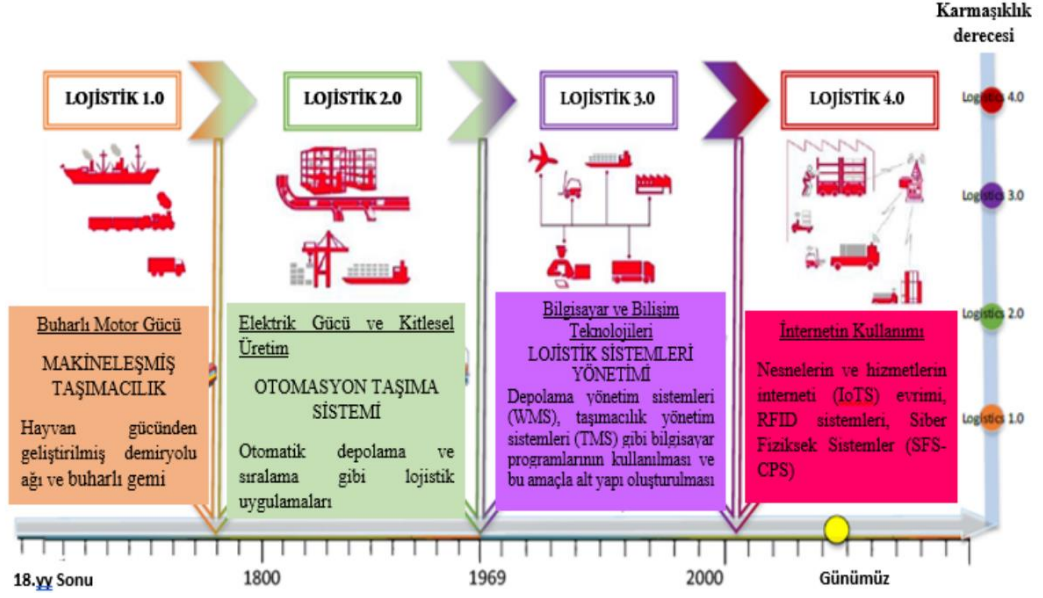 Karmaşıklık
derecesi
LOJİSTİK 1.0
LOJİSTİK 2.0
LOJİSTİK 3.0
LOJİSTİK 4.0
Logistics 4.0
Logistics 3.0
Logistics 2.0
Logistics 1.0
Buharlı Motor Gücü
MAKİNELEŞMİŞ
TAŞIMACILIK
Hayvan gücünden
geliştirilmiş demiryolu
ağı ve buharlı gemi
Elektrik Gücü ve Kitlesel
Üretim
OTOMASYON TAŞIMA
SİSTEMİ
Otomatik depolama ve
sıralama gibi lojistik
uygulamaları
Bilgisayar ve Bilişim
Teknolojileri
LOJİSTİK SİSTEMLERİ
YÖNETİMİ
Depolama yönetim sistemleri
(WMS), taşımacılık yönetim
sistemleri (TMS) gibi bilgisayar
programlarının kullanılması ve
bu amaçla alt yapı oluşturulması
İnternetin Kullanımı
Nesnelerin ve hizmetlerin
interneti (IoTS) evrimi,
RFID sistemleri, Siber
Fiziksek Sistemler (SFS-
CPS)
18.yy Sonu
1800
1969
2000
Günümüz